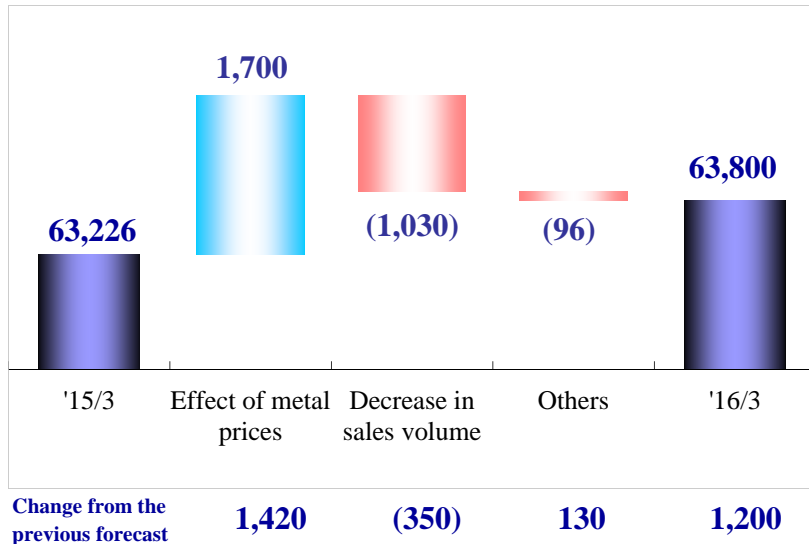 1,700
63,800
63,226
(1,030)
(96)
'15/3 Effect of metal prices Decrease in sales volume Others '16/3
Change from the previous forecast 1,420 (350) 130 1,200